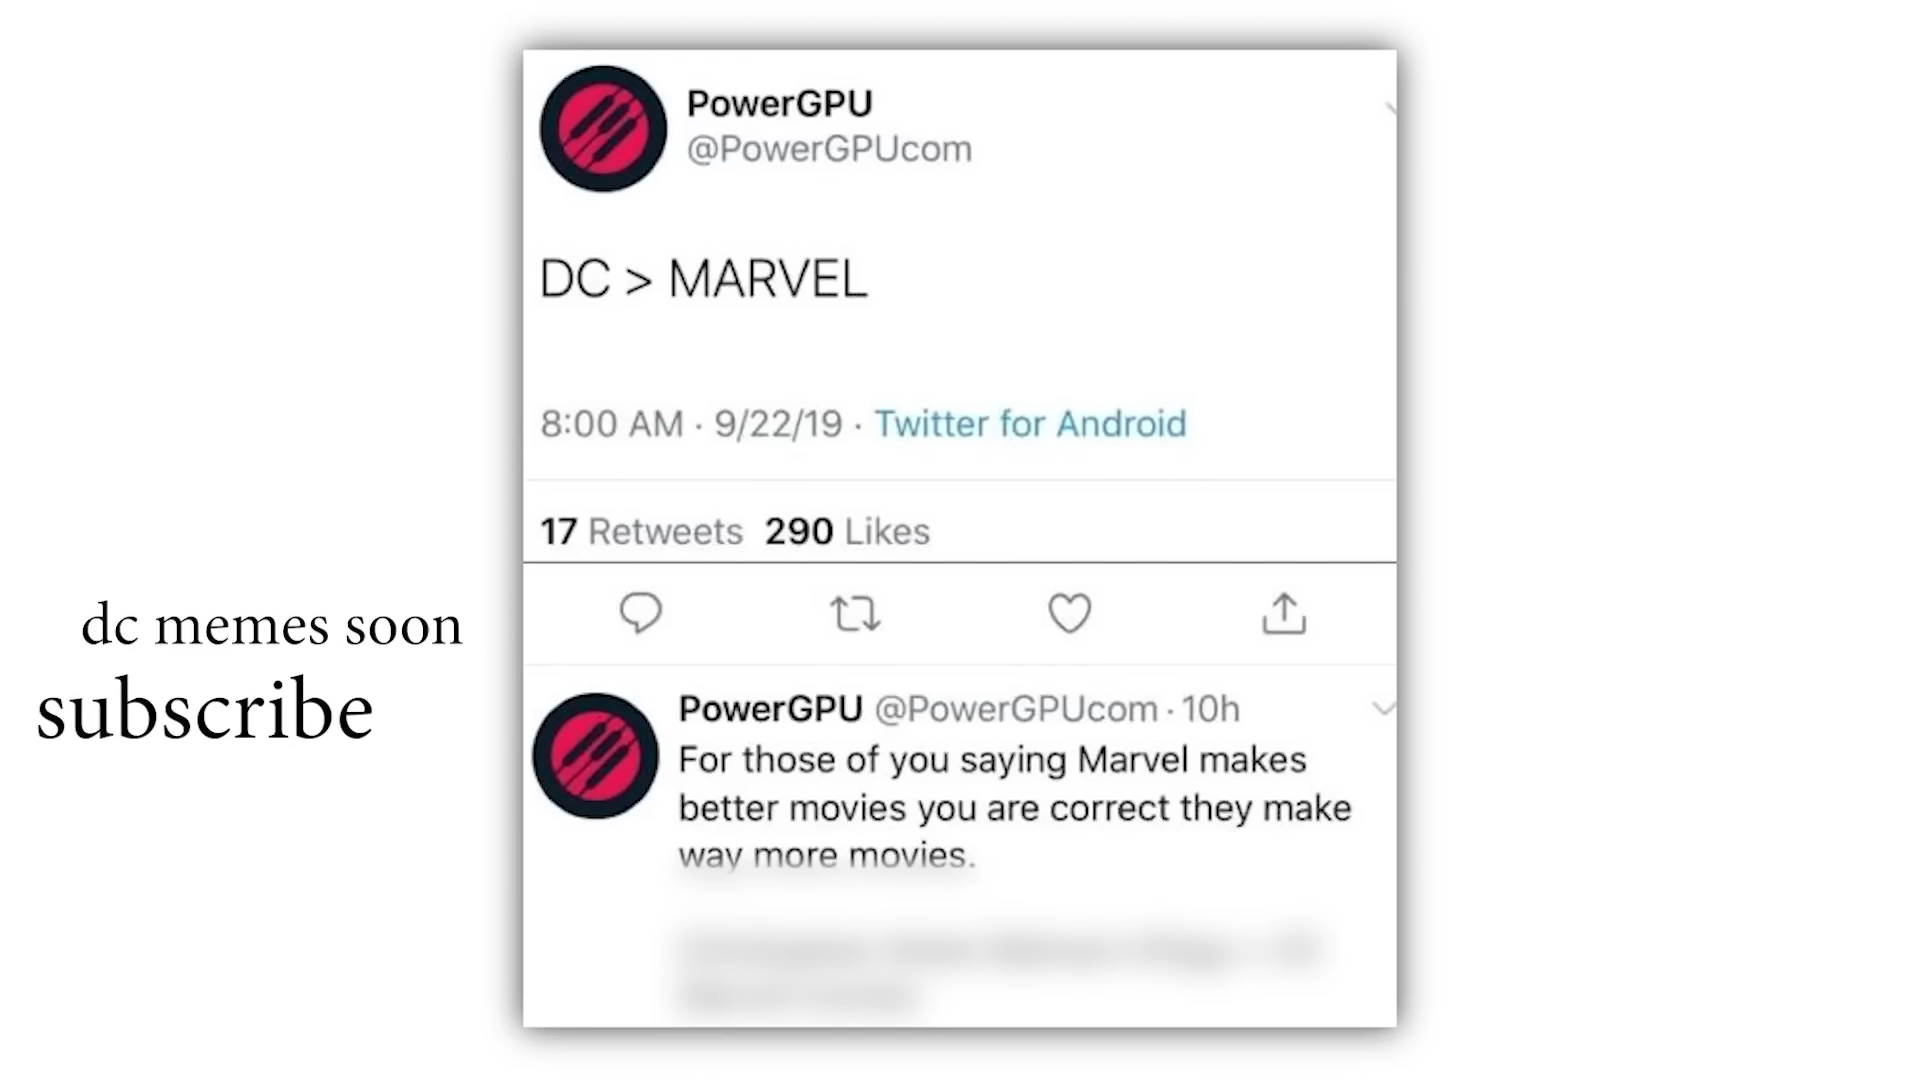 PowerGPU
@PowerGPUcom
DC > MARVEL
8:00 AM · 9/22/19 · Twitter for Android
17 Retweets 290 Likes
dc memes soon
subscribe
PowerGPU @PowerGPUcom · 10h
For those of you saying Marvel makes
better movies you are correct they make
way more movies.